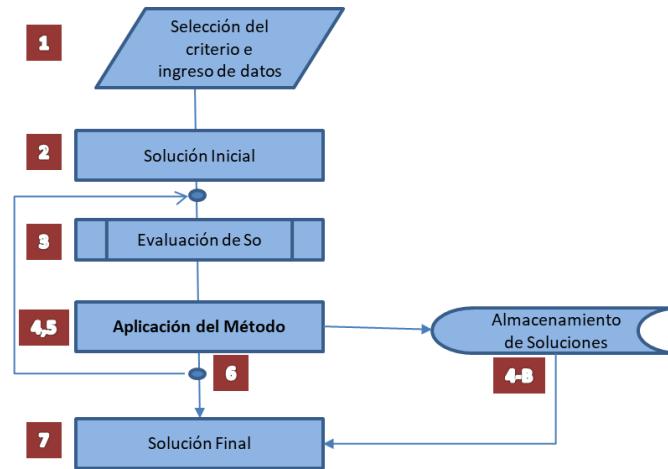 1
Selección del
criterio e
ingreso de datos
2
Solución Inicial
3
Evaluación de So
4,5
Aplicación del Método
Almacenamiento
de Soluciones
6
4-B
7
Solución Final